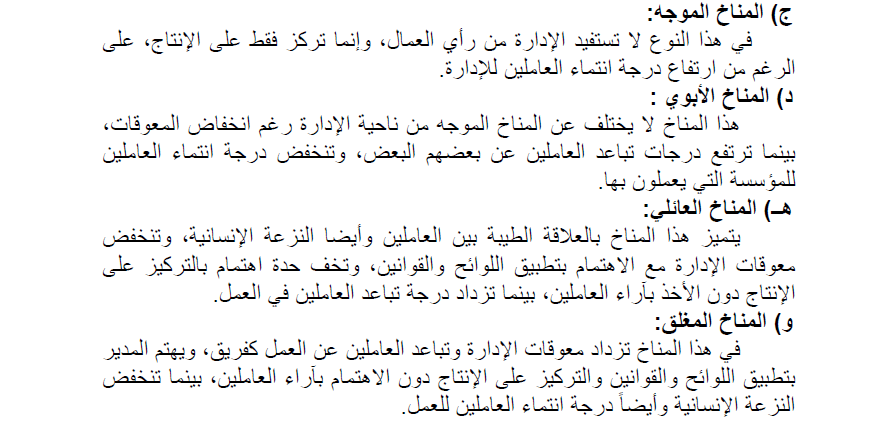 ج) المناخ الموجه:
في هذا النوع لا تستفيد الإدارة من رأي العمال، وإنما تركز فقط على الإنتاج، على
الرغم من ارتفاع درجة انتماء العاملين للإدارة.
د) المناخ الأبوي :
هذا المناخ لا يختلف عن المناخ الموجه من ناحية الإدارة رغم انخفاض المعوقات،
بينما ترتفع درجات تباعد العاملين عن بعضهم البعض، وتنخفض درجة انتماء العاملين
للمؤسسة التي يعملون بها.
هـ) المناخ العائلي:
يتميز هذا المناخ بالعلاقة الطيبة بين العاملين وأيضا النزعة الإنسانية، وتنخفض
معوقات الإدارة مع الاهتمام بتطبيق اللوائح والقوانين، وتخف حدة اهتمام بالتركيز على
الإنتاج دون الأخذ بآراء العاملين، بينما تزداد درجة تباعد العاملين في العمل.
و) المناخ المغلق:
في هذا المناخ تزداد معوقات الإدارة وتباعد العاملين عن العمل كفريق، ويهتم المدير
بتطبيق اللوائح والقوانين والتركيز على الإنتاج دون الاهتمام بآراء العاملين، بينما تنخفض
النزعة الإنسانية وأيضاً درجة انتماء العاملين للعمل.